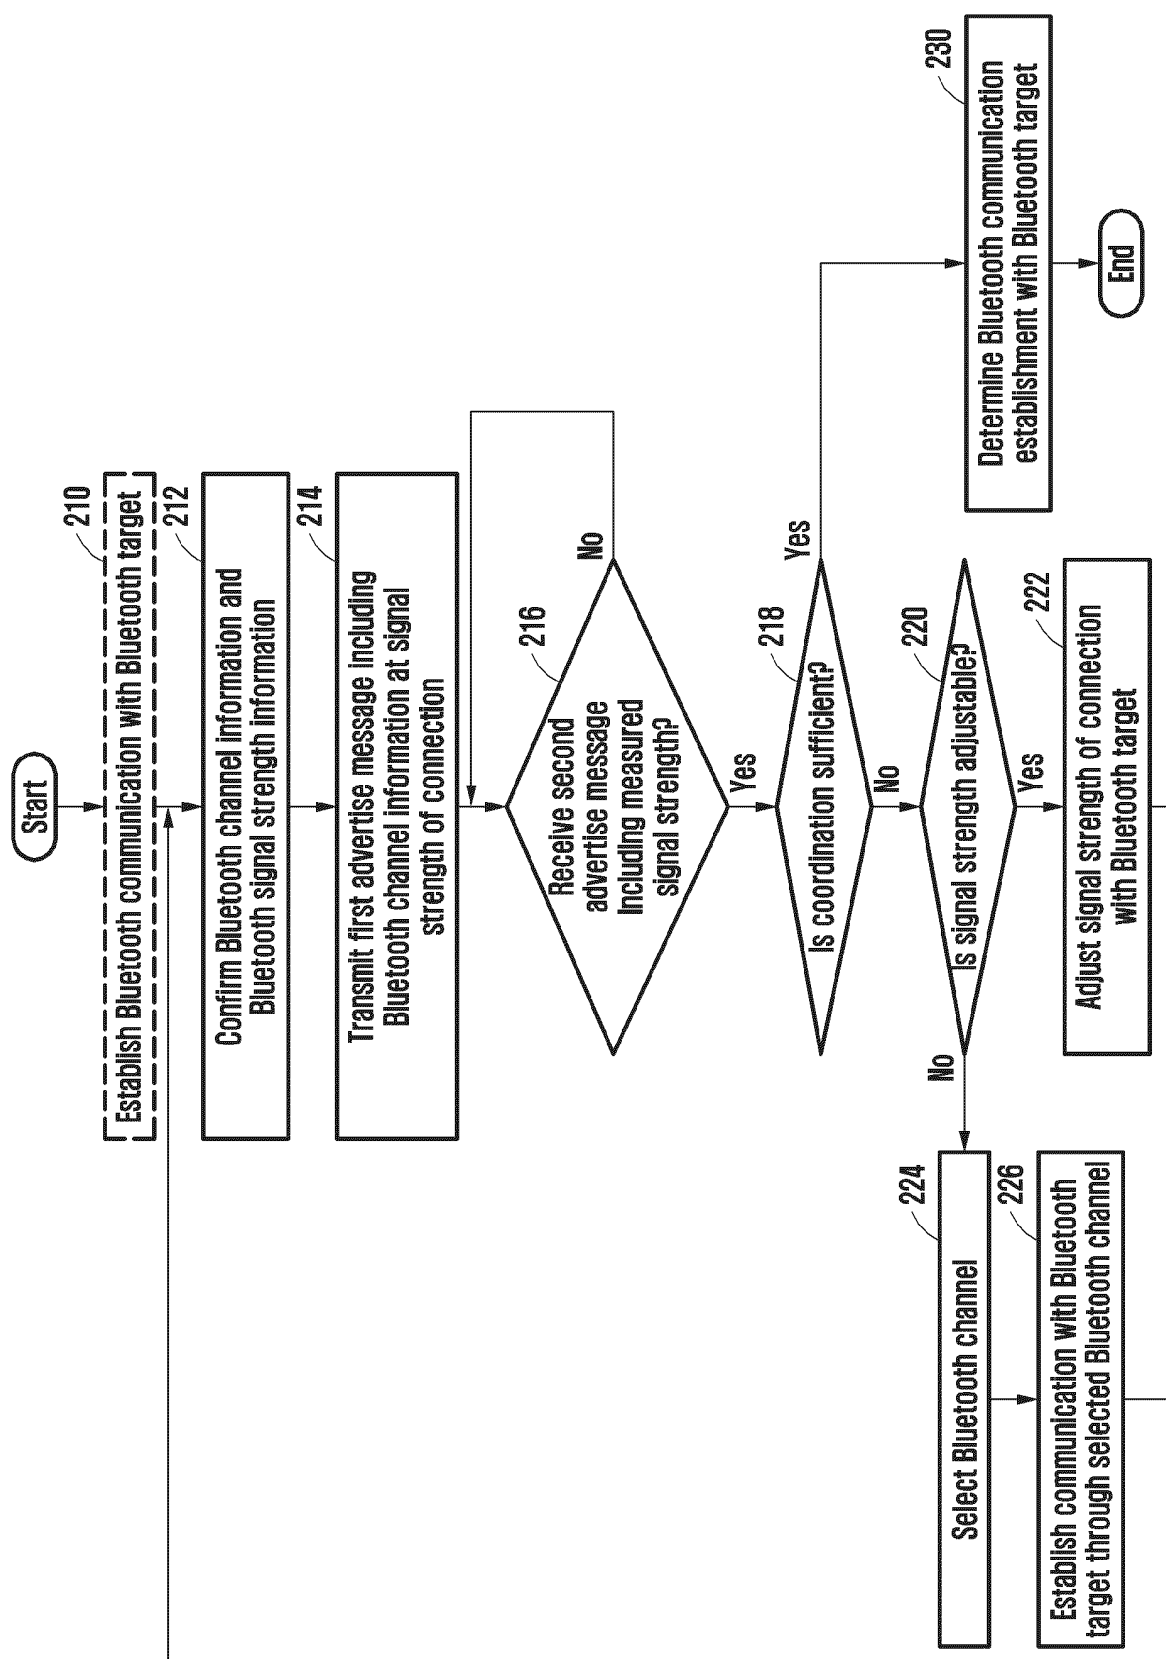 Start
210
Establish Bluetooth communication with Bluetooth target
212
Confirm Bluetooth channel information and
Bluetooth signal strength information
214
Transmit first advertise message including
Bluetooth channel information at signal
strength of connection
216
Receive second
advertise message
Including measured
signal strength?
No
Yes
218
Is coordination sufficient?
Yes
No
220
Is signal strength adjustable?
No
Yes
222
Adjust signal strength of connection
with Bluetooth target
224
Select Bluetooth channel
226
Establish communication with Bluetooth
target through selected Bluetooth channel
230
Determine Bluetooth communication
establishment with Bluetooth target
End